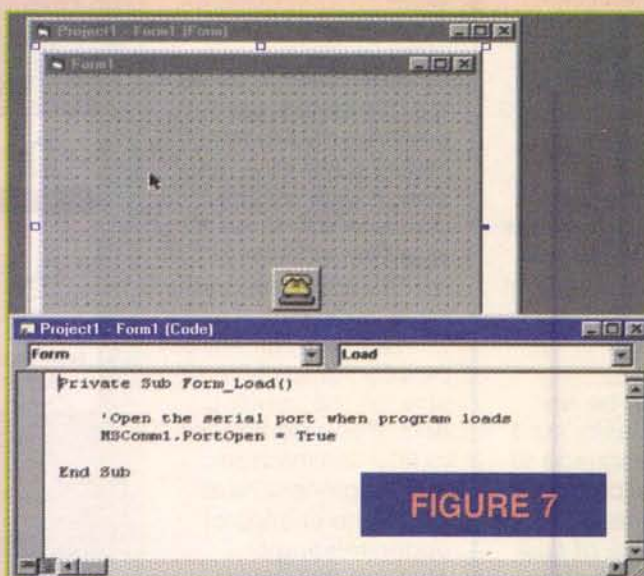 Project1 - Form1 (Form)
Form1
Project1 - Form1 (Code)
Form
Load
Private Sub Form_Load()
'Open the serial port when program loads
MSComm1.PortOpen = True
End Sub
FIGURE 7